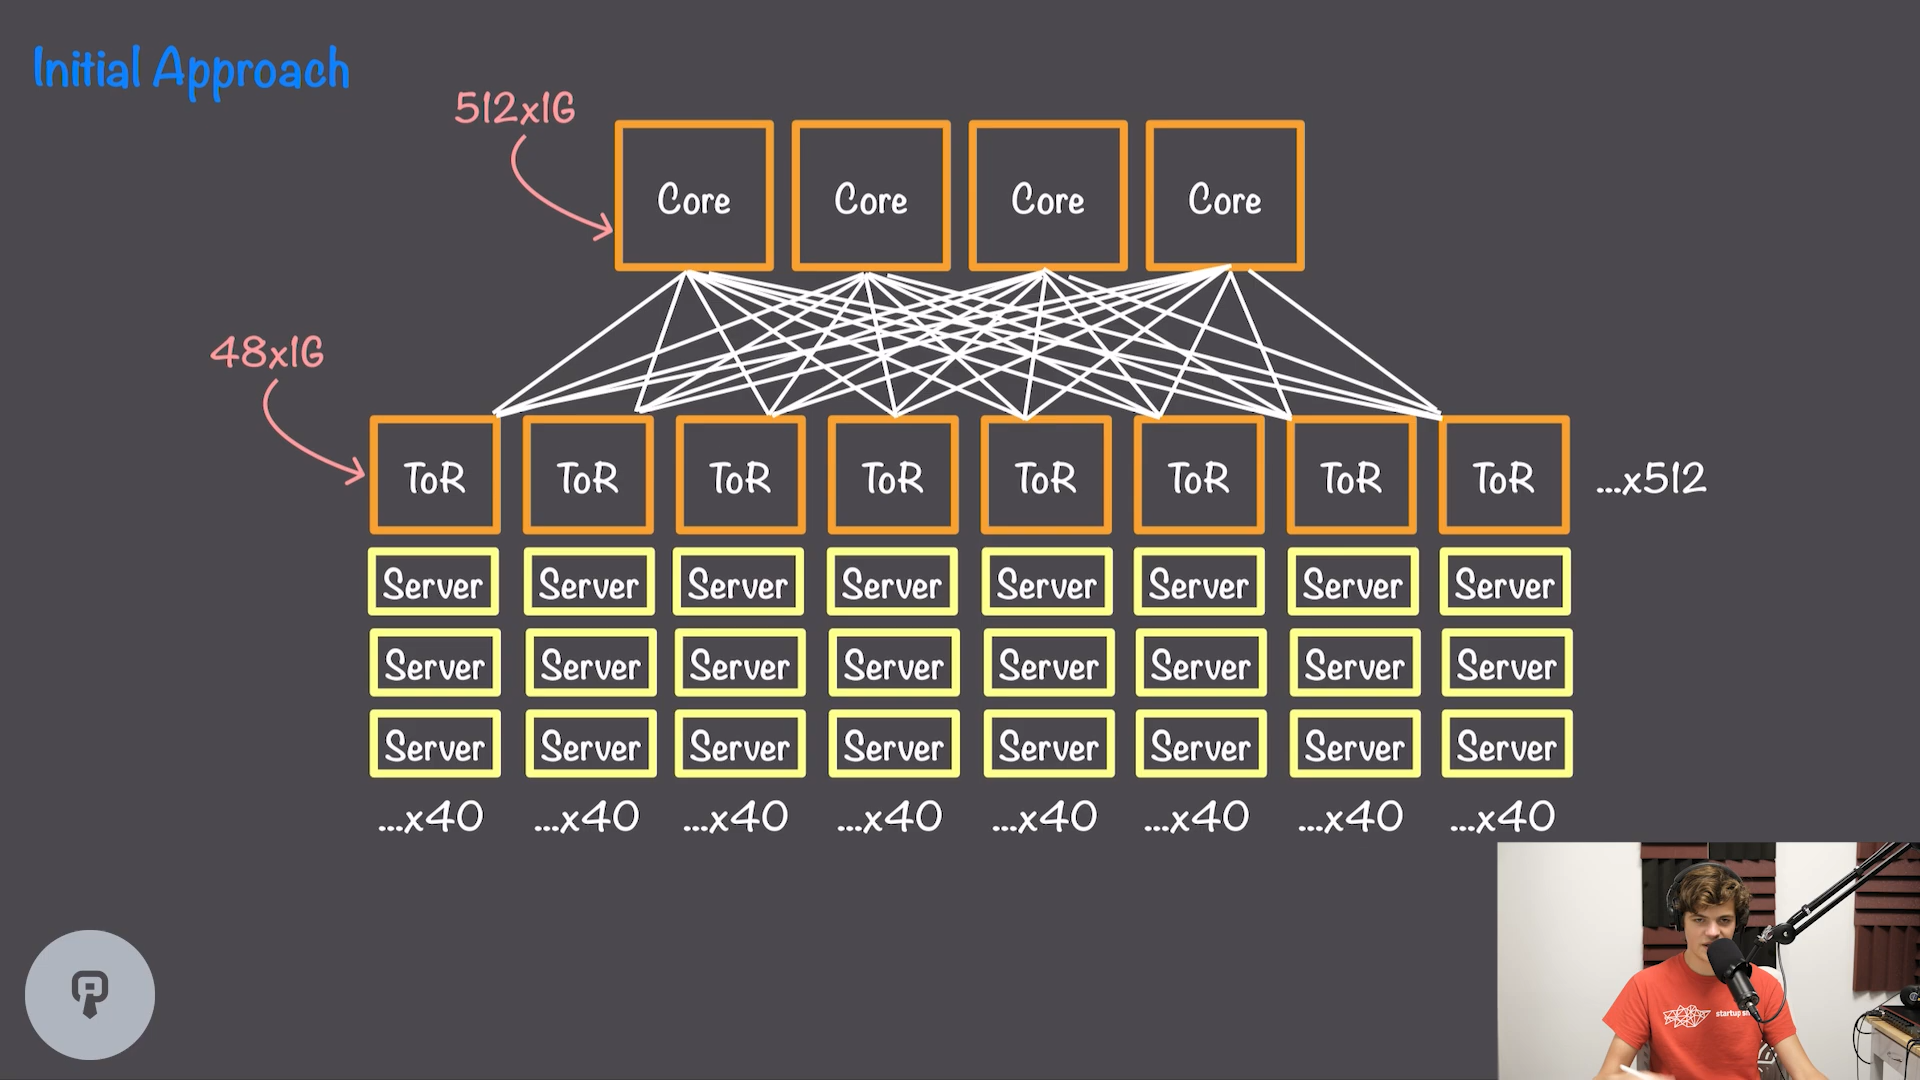 Initial Approach
512x1G
Core Core Core Core
48x1G
ToR ToR ToR ToR ToR ToR ToR ToR ...x512
Server Server Server Server Server Server Server Server
Server Server Server Server Server Server Server Server
Server Server Server Server Server Server Server Server
...x40 ...x40 ...x40 ...x40 ...x40 ...x40 ...x40 ...x40
startup